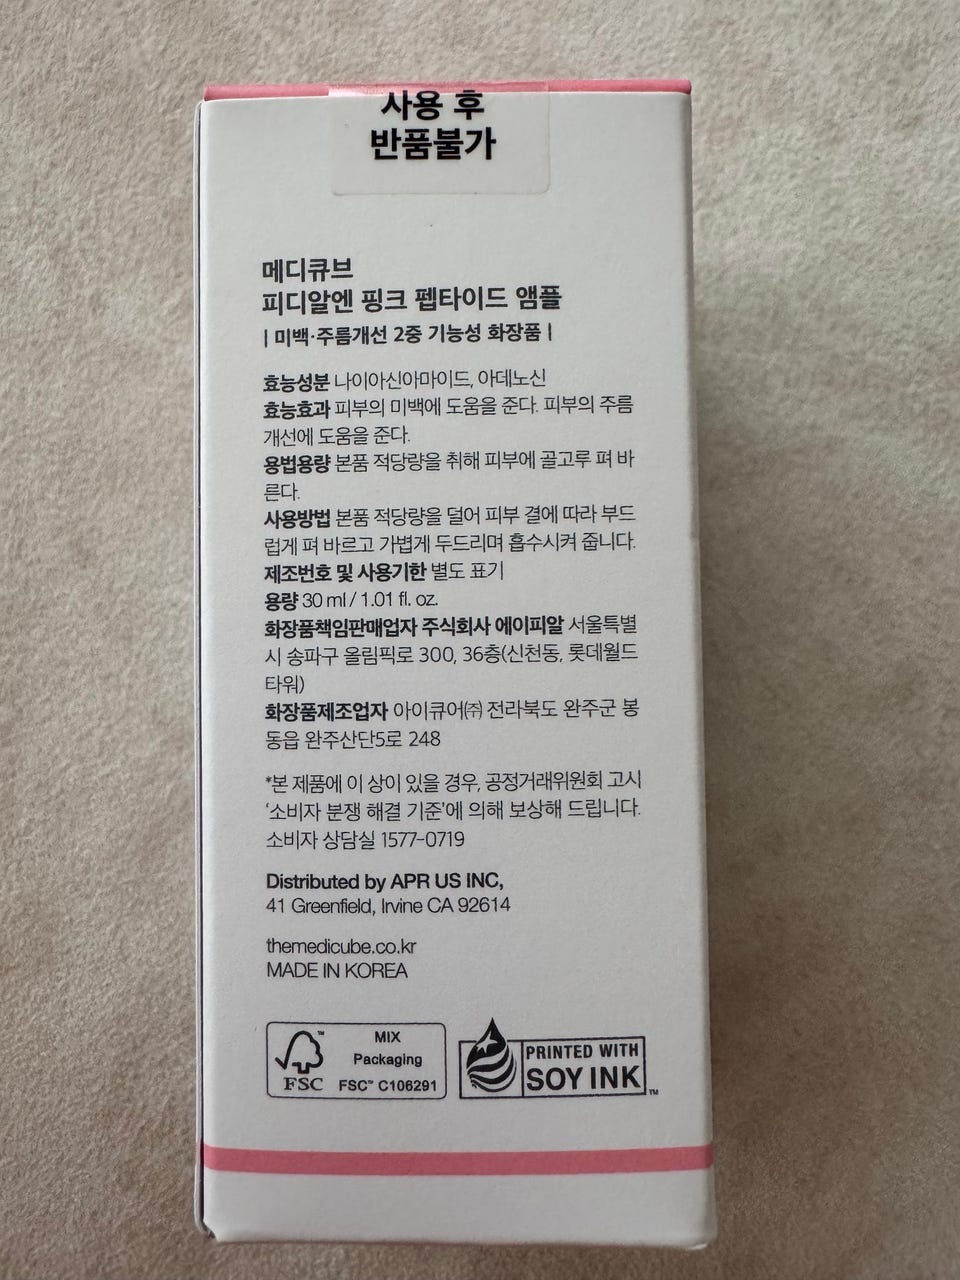 사용 후
반품불가
메디큐브
피디알엔 핑크 펩타이드 앰플
| 미백·주름개선 2중 기능성 화장품 |
효능성분 나이아신아마이드, 아데노신
효능효과 피부의 미백에 도움을 준다. 피부의 주름
개선에 도움을 준다.
용법용량 본품 적당량을 취해 피부에 골고루 펴 바
른다.
사용방법 본품 적당량을 덜어 피부 결에 따라 부드
럽게 펴 바르고 가볍게 두드리며 흡수시켜 줍니다.
제조번호 및 사용기한 별도 표기
용량 30 ml / 1.01 fl. oz.
화장품책임판매업자 주식회사 에이피알 서울특별
시 송파구 올림픽로 300, 36층(신천동, 롯데월드
타워)
화장품제조업자 아이큐어㈜ 전라북도 완주군 봉
동읍 완주산단5로 248
*본 제품에 이 상이 있을 경우, 공정거래위원회 고시
‘소비자 분쟁 해결 기준’에 의해 보상해 드립니다.
소비자 상담실 1577-0719
Distributed by APR US INC,
41 Greenfield, Irvine CA 92614
themedicube.co.kr
MADE IN KOREA
FSC™
MIX
Packaging
FSC™ C106291
PRINTED WITH
SOY INK™